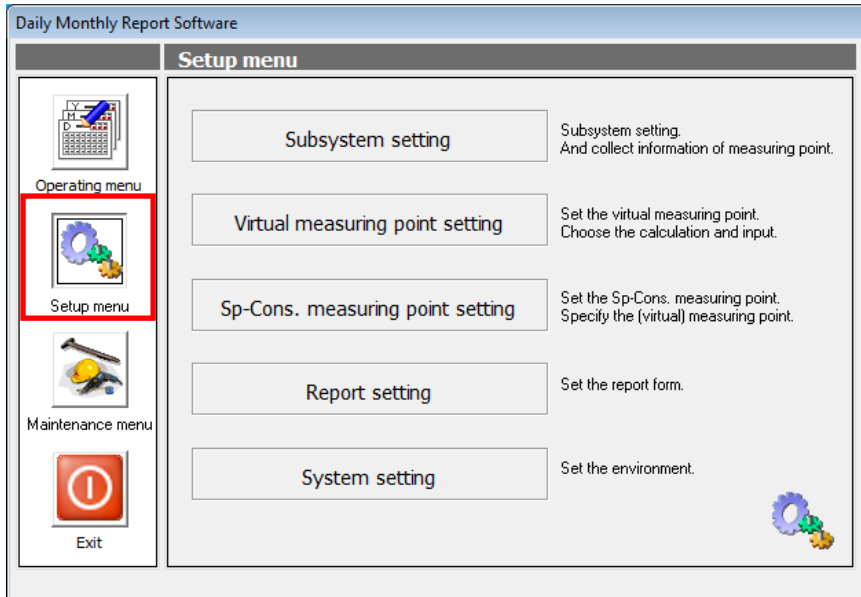 Daily Monthly Report Software
Setup menu
Y
M
D
Operating menu
Setup menu
Maintenance menu
Exit
Subsystem setting
Subsystem setting.
And collect information of measuring point.
Virtual measuring point setting
Set the virtual measuring point.
Choose the calculation and input.
Sp-Cons. measuring point setting
Set the Sp-Cons. measuring point.
Specify the (virtual) measuring point.
Report setting
Set the report form.
System setting
Set the environment.